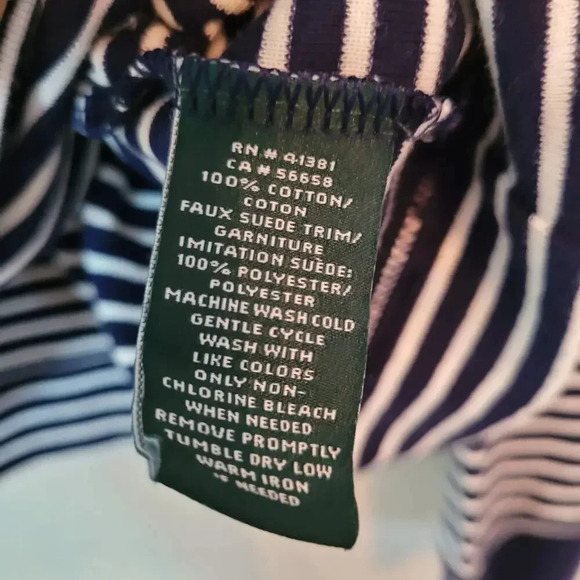 RN # 41381
CA # 56658
100% COTTON/
COTON
FAUX SUEDE TRIM/
GARNITURE
IMITATION SUÈDE:
100% POLYESTER/
POLYESTER
MACHINE WASH COLD
GENTLE CYCLE
WASH WITH
LIKE COLORS
ONLY NON-
CHLORINE BLEACH
WHEN NEEDED
REMOVE PROMPTLY
TUMBLE DRY LOW
WARM IRON
NEEDED